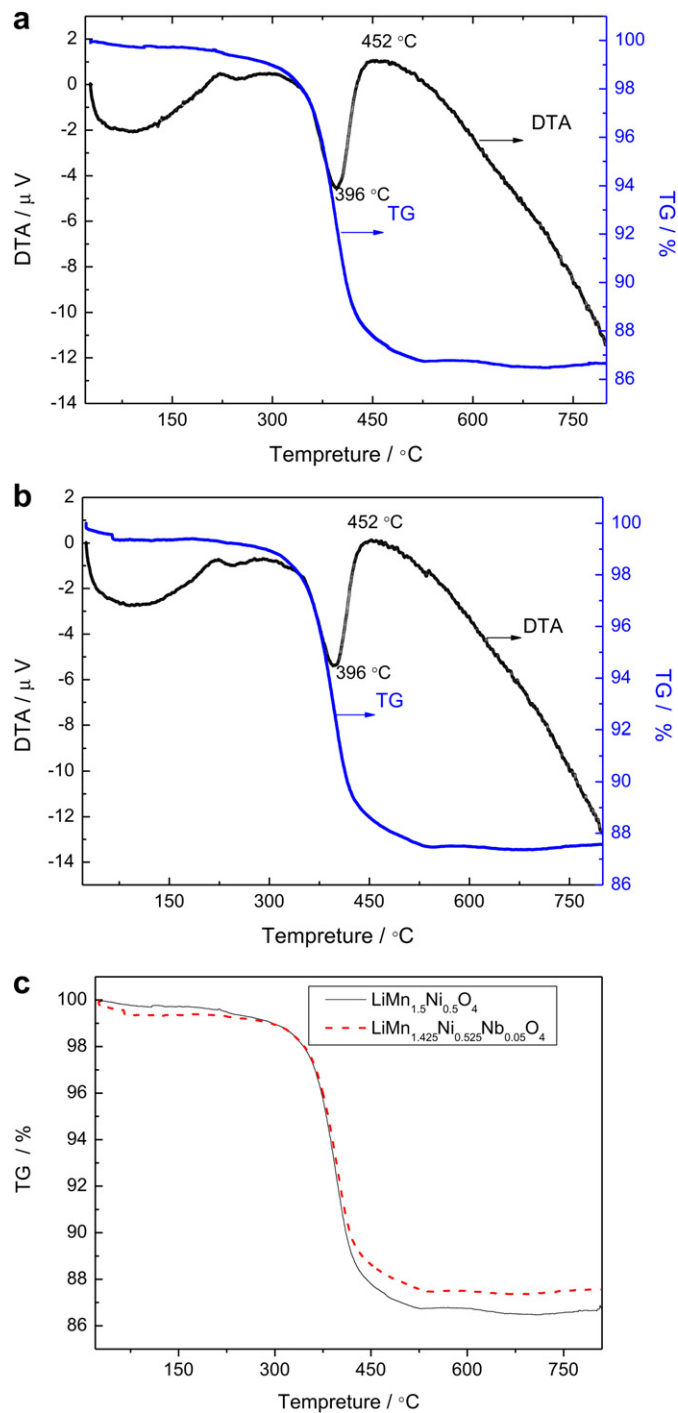 a
452 °C
DTA
396 °C
TG
DTA / μ V
TG / %
2
0
-2
-4
-6
-8
-10
-12
-14
100
98
96
94
92
90
88
86
150 300 450 600 750
Tempreture / °C
b
452 °C
DTA
396 °C
TG
DTA / μ V
TG / %
2
0
-2
-4
-6
-8
-10
-12
-14
100
98
96
94
92
90
88
86
150 300 450 600 750
Tempreture / °C
c
LiMn1.5Ni0.5O4
LiMn1.425Ni0.525Nb0.05O4
TG / %
100
98
96
94
92
90
88
86
150 300 450 600 750
Tempreture / °C